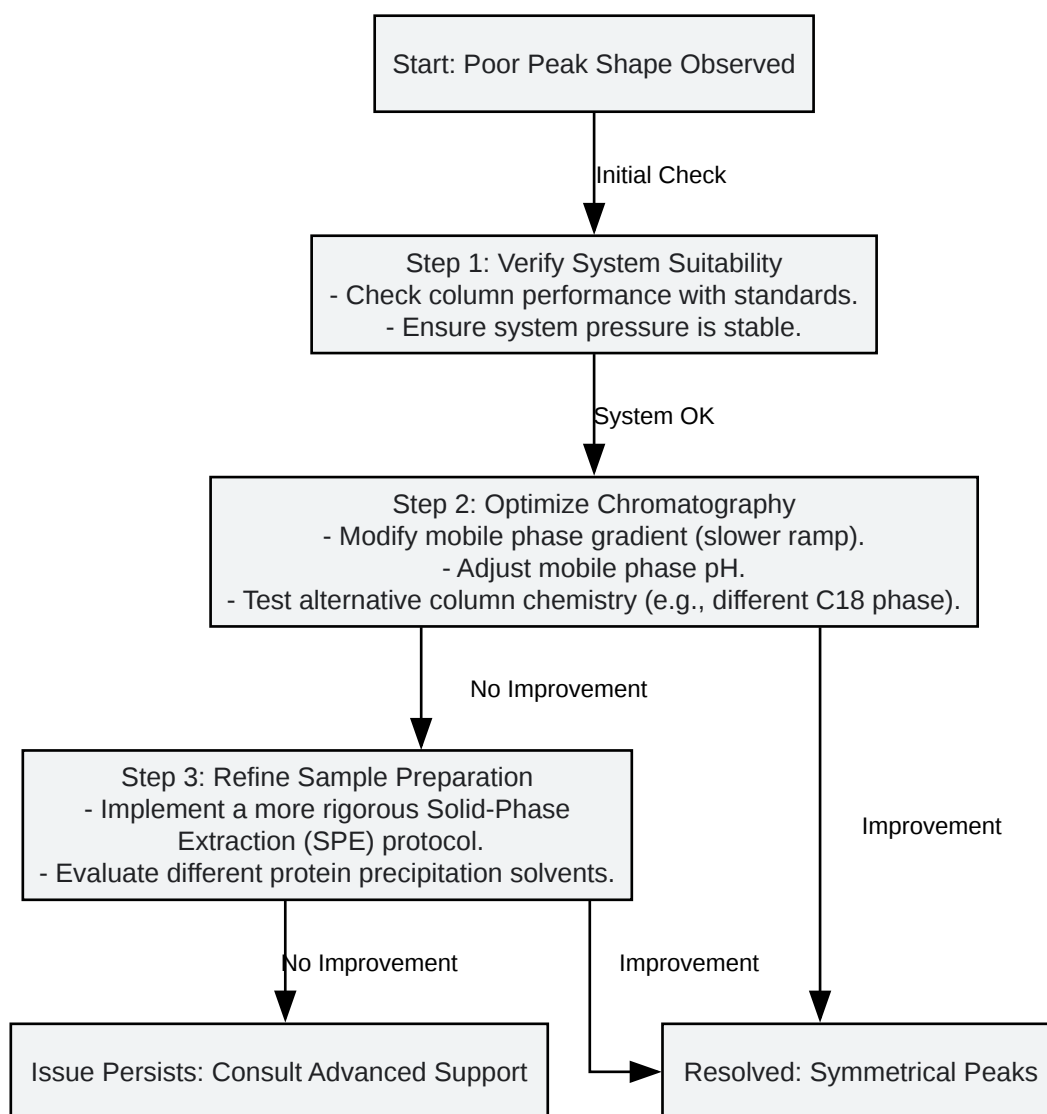 Start: Poor Peak Shape Observed
Initial Check
Step 1: Verify System Suitability
- Check column performance with standards.
- Ensure system pressure is stable.
System OK
Step 2: Optimize Chromatography
- Modify mobile phase gradient (slower ramp).
- Adjust mobile phase pH.
- Test alternative column chemistry (e.g., different C18 phase).
No Improvement
Step 3: Refine Sample Preparation
- Implement a more rigorous Solid-Phase
Extraction (SPE) protocol.
- Evaluate different protein precipitation solvents.
Improvement
No Improvement
Improvement
Issue Persists: Consult Advanced Support
Resolved: Symmetrical Peaks